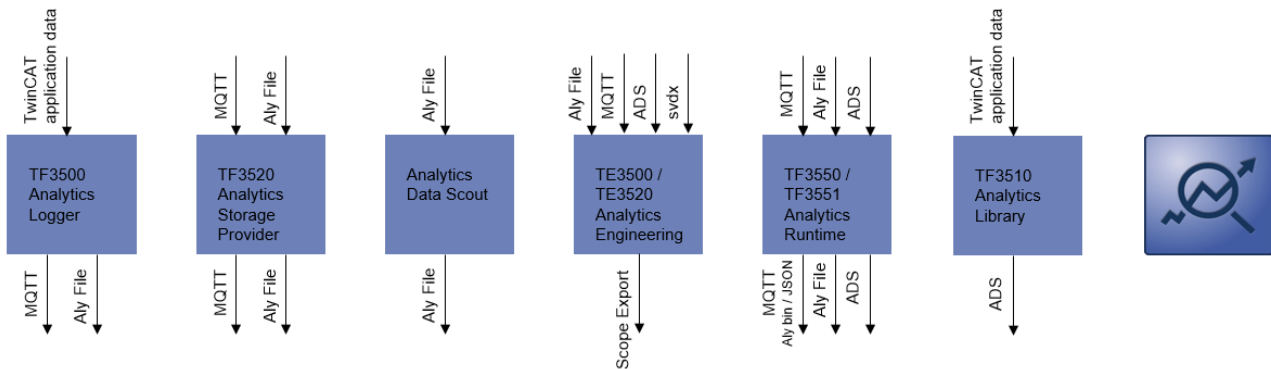 TwinCAT
application data
MQTT
Aly File
Aly File
Aly File
MQTT
ADS
svdx
MQTT
Aly File
ADS
TwinCAT
application data
TF3500
Analytics
Logger
TF3520
Analytics
Storage
Provider
Analytics
Data Scout
TE3500 /
TE3520
Analytics
Engineering
TF3550 /
TF3551
Analytics
Runtime
TF3510
Analytics
Library
MQTT
Aly File
MQTT
Aly File
Aly File
Scope Export
MQTT
Aly bin / JSON
Aly File
ADS
ADS